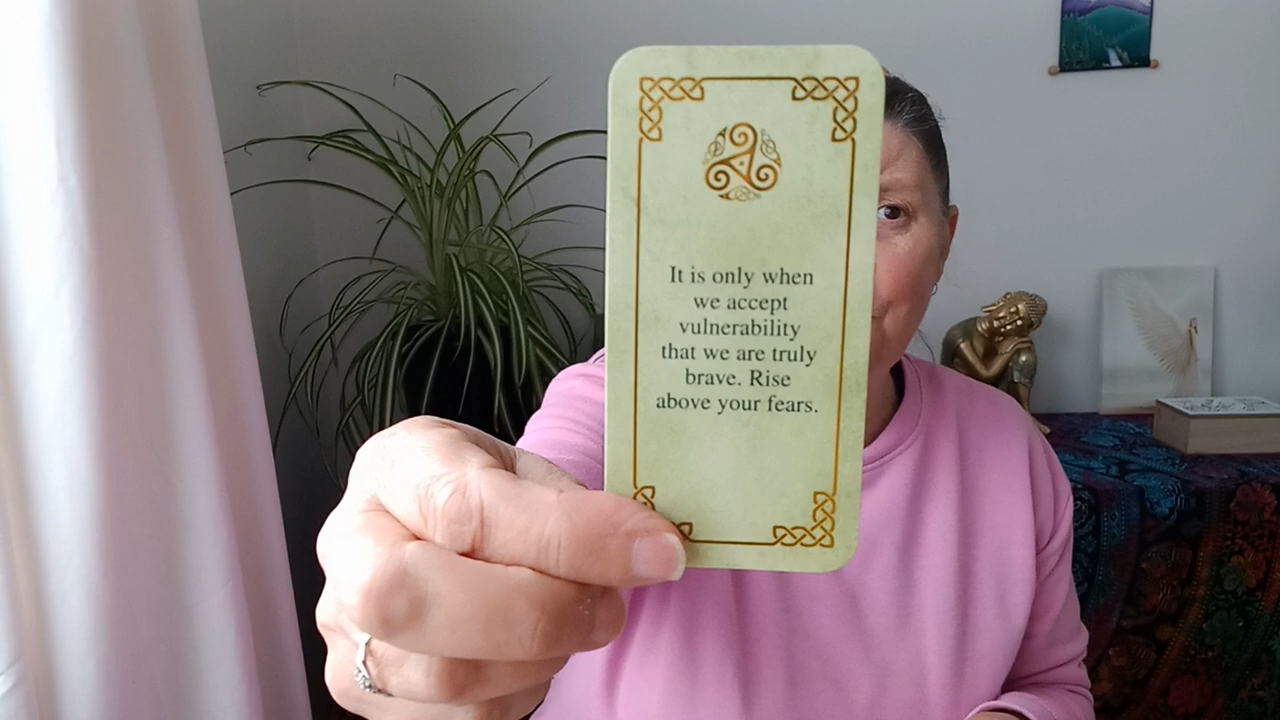 It is only when
we accept
vulnerability
that we are truly
brave. Rise
above your fears.